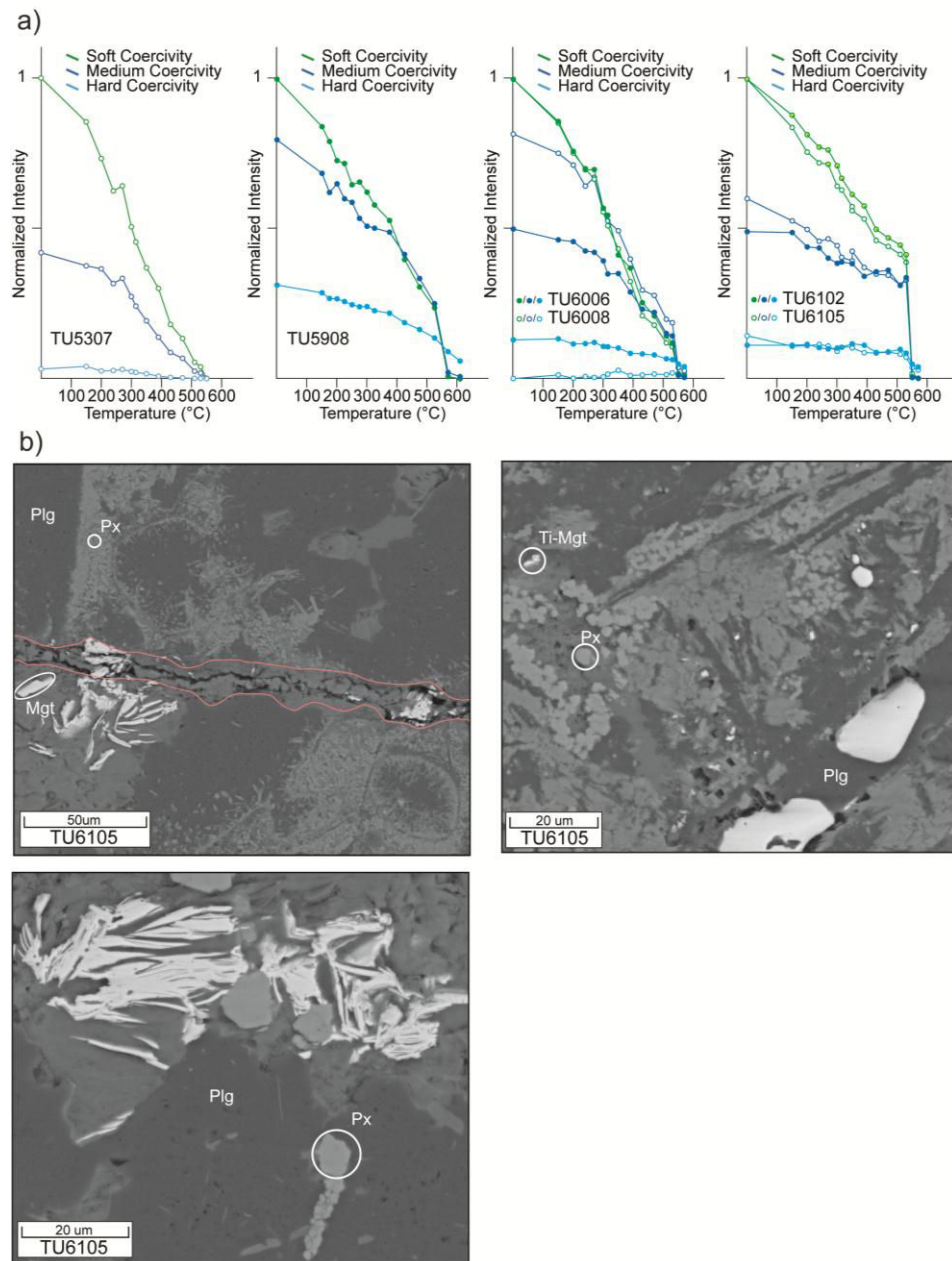 a)
Soft Coercivity
Medium Coercivity
Hard Coercivity
1
Normalized Intensity
TU5307
100 200 300 400 500 600
Temperature (°C)
Soft Coercivity
Medium Coercivity
Hard Coercivity
1
Normalized Intensity
TU5908
100 200 300 400 500 600
Temperature (°C)
Soft Coercivity
Medium Coercivity
Hard Coercivity
1
Normalized Intensity
TU6006
TU6008
100 200 300 400 500 600
Temperature (°C)
Soft Coercivity
Medium Coercivity
Hard Coercivity
1
Normalized Intensity
TU6102
TU6105
100 200 300 400 500 600
Temperature (°C)
b)
Plg
Px
Mgt
50um
TU6105
Ti-Mgt
Px
Plg
20 um
TU6105
Plg
Px
20 um
TU6105